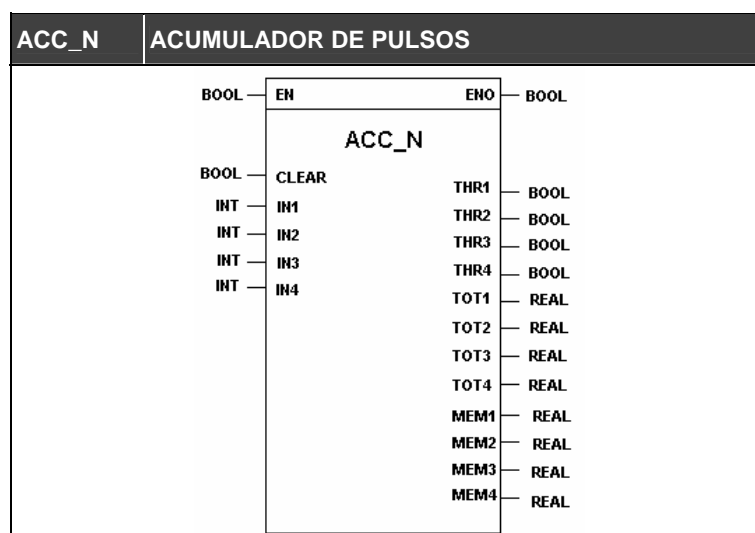 ACC_N ACUMULADOR DE PULSOS
BOOL EN ENO BOOL
ACC_N
BOOL CLEAR THR1 BOOL
INT IN1 THR2 BOOL
INT IN2 THR3 BOOL
INT IN3 THR4 BOOL
INT IN4 TOT1 REAL
TOT2 REAL
TOT3 REAL
TOT4 REAL
MEM1 REAL
MEM2 REAL
MEM3 REAL
MEM4 REAL